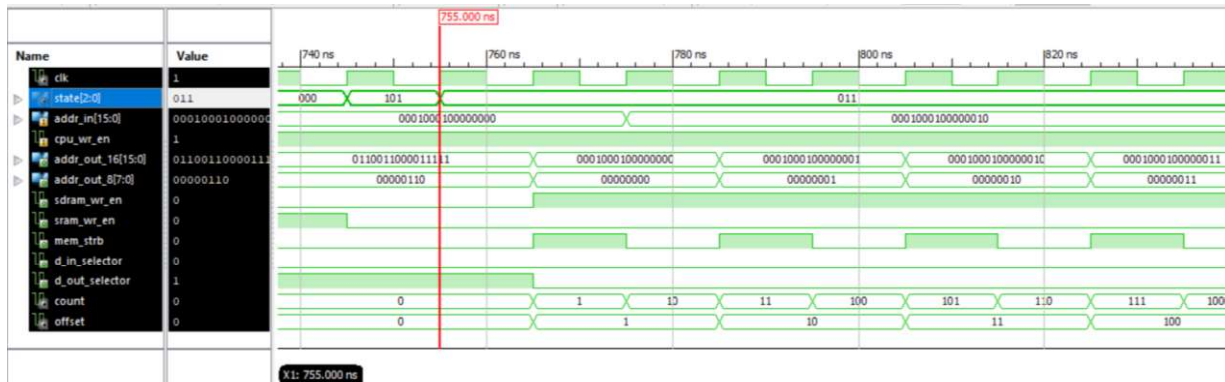 755.000 ns
Name Value
740 ns 760 ns 780 ns 800 ns 820 ns
clk 1
state[2:0] 011 000 101 011
addr_in[15:0] 00010001000000 0001000100000000 0001000100000010
cpu_wr_en 1
addr_out_16[15:0] 01100110000111 0110011000011111 0001000100000000 0001000100000001 0001000100000010 0001000100000011
addr_out_8[7:0] 00000110 00000110 00000000 00000001 00000010 00000011
sdram_wr_en 0
sram_wr_en 0
mem_strb 0
d_in_selector 0
d_out_selector 1
count 0 0 1 10 11 100 101 110 111 100
offset 0 0 1 10 11 100
X1: 755.000 ns